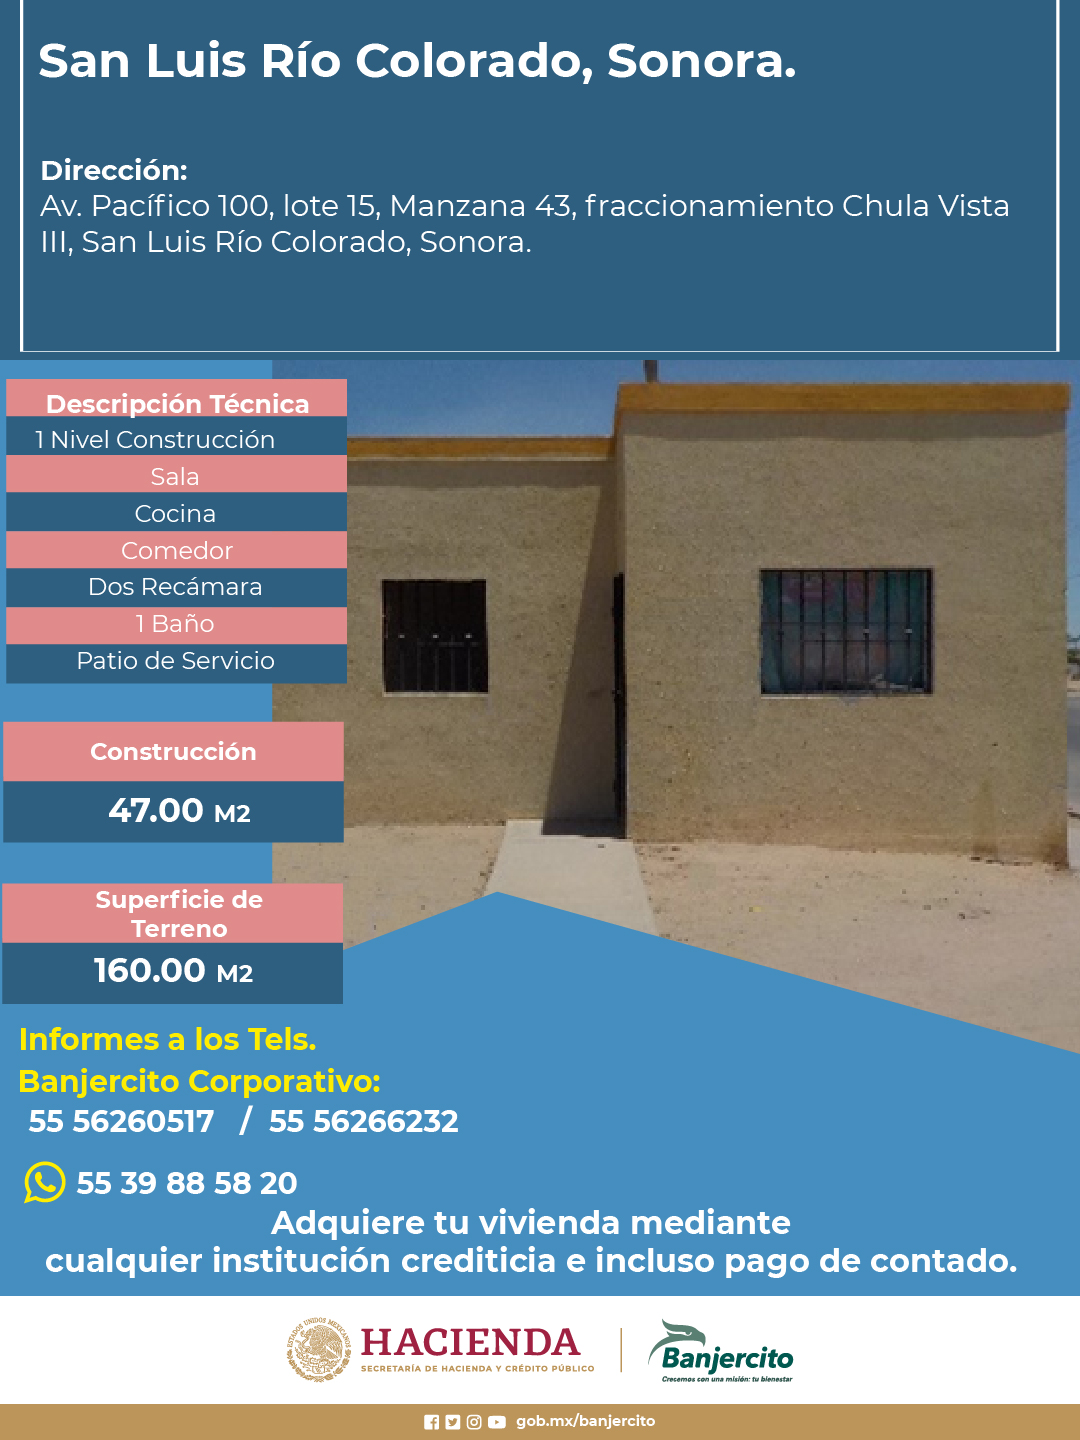 San Luis Río Colorado, Sonora.
Dirección:
Av. Pacífico 100, lote 15, Manzana 43, fraccionamiento Chula Vista
III, San Luis Río Colorado, Sonora.
Descripción Técnica
1 Nivel Construcción
Sala
Cocina
Comedor
Dos Recámara
1 Baño
Patio de Servicio
Construcción
47.00 M2
Superficie de
Terreno
160.00 M2
Informes a los Tels.
Banjercito Corporativo:
55 56260517 / 55 56266232
55 39 88 58 20
Adquiere tu vivienda mediante
cualquier institución crediticia e incluso pago de contado.
ESTADOS UNIDOS MEXICANOS
HACIENDA
SECRETARÍA DE HACIENDA Y CRÉDITO PÚBLICO
Banjercito
Crecemos con una misión: tu bienestar
gob.mx/banjercito